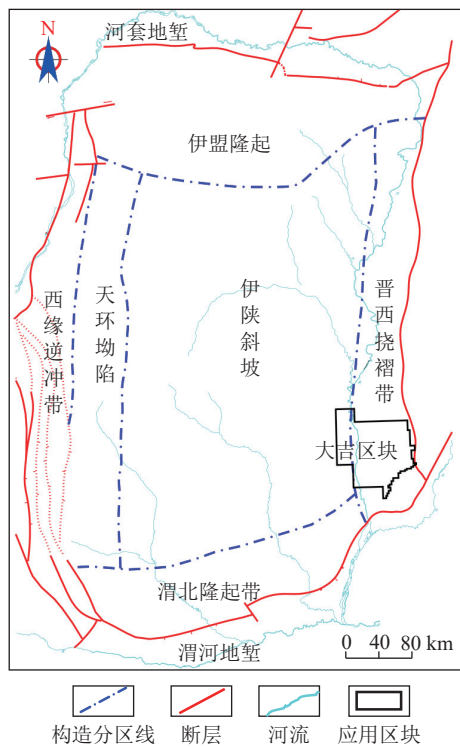 河套地堑
N
伊盟隆起
西缘逆冲带
天环坳陷
伊陕斜坡
晋西挠褶带
大吉区块
渭北隆起带
渭河地堑
0 40 80 km
构造分区线 断层 河流 应用区块